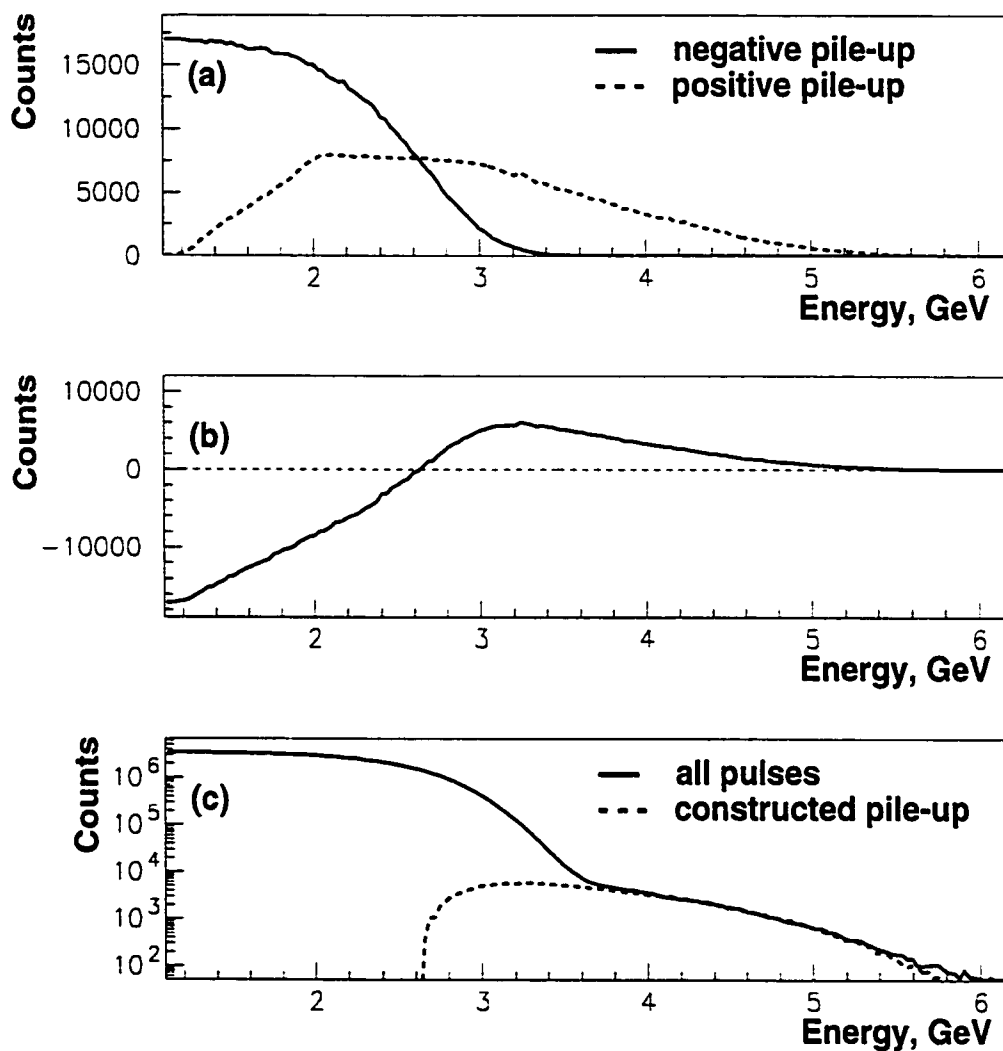 Counts
15000
10000
5000
0
(a)
negative pile-up
positive pile-up
2
3
4
5
6
Energy, GeV
Counts
10000
0
-10000
(b)
2
3
4
5
6
Energy, GeV
Counts
10^6
10^5
10^4
10^3
10^2
(c)
all pulses
constructed pile-up
2
3
4
5
6
Energy, GeV